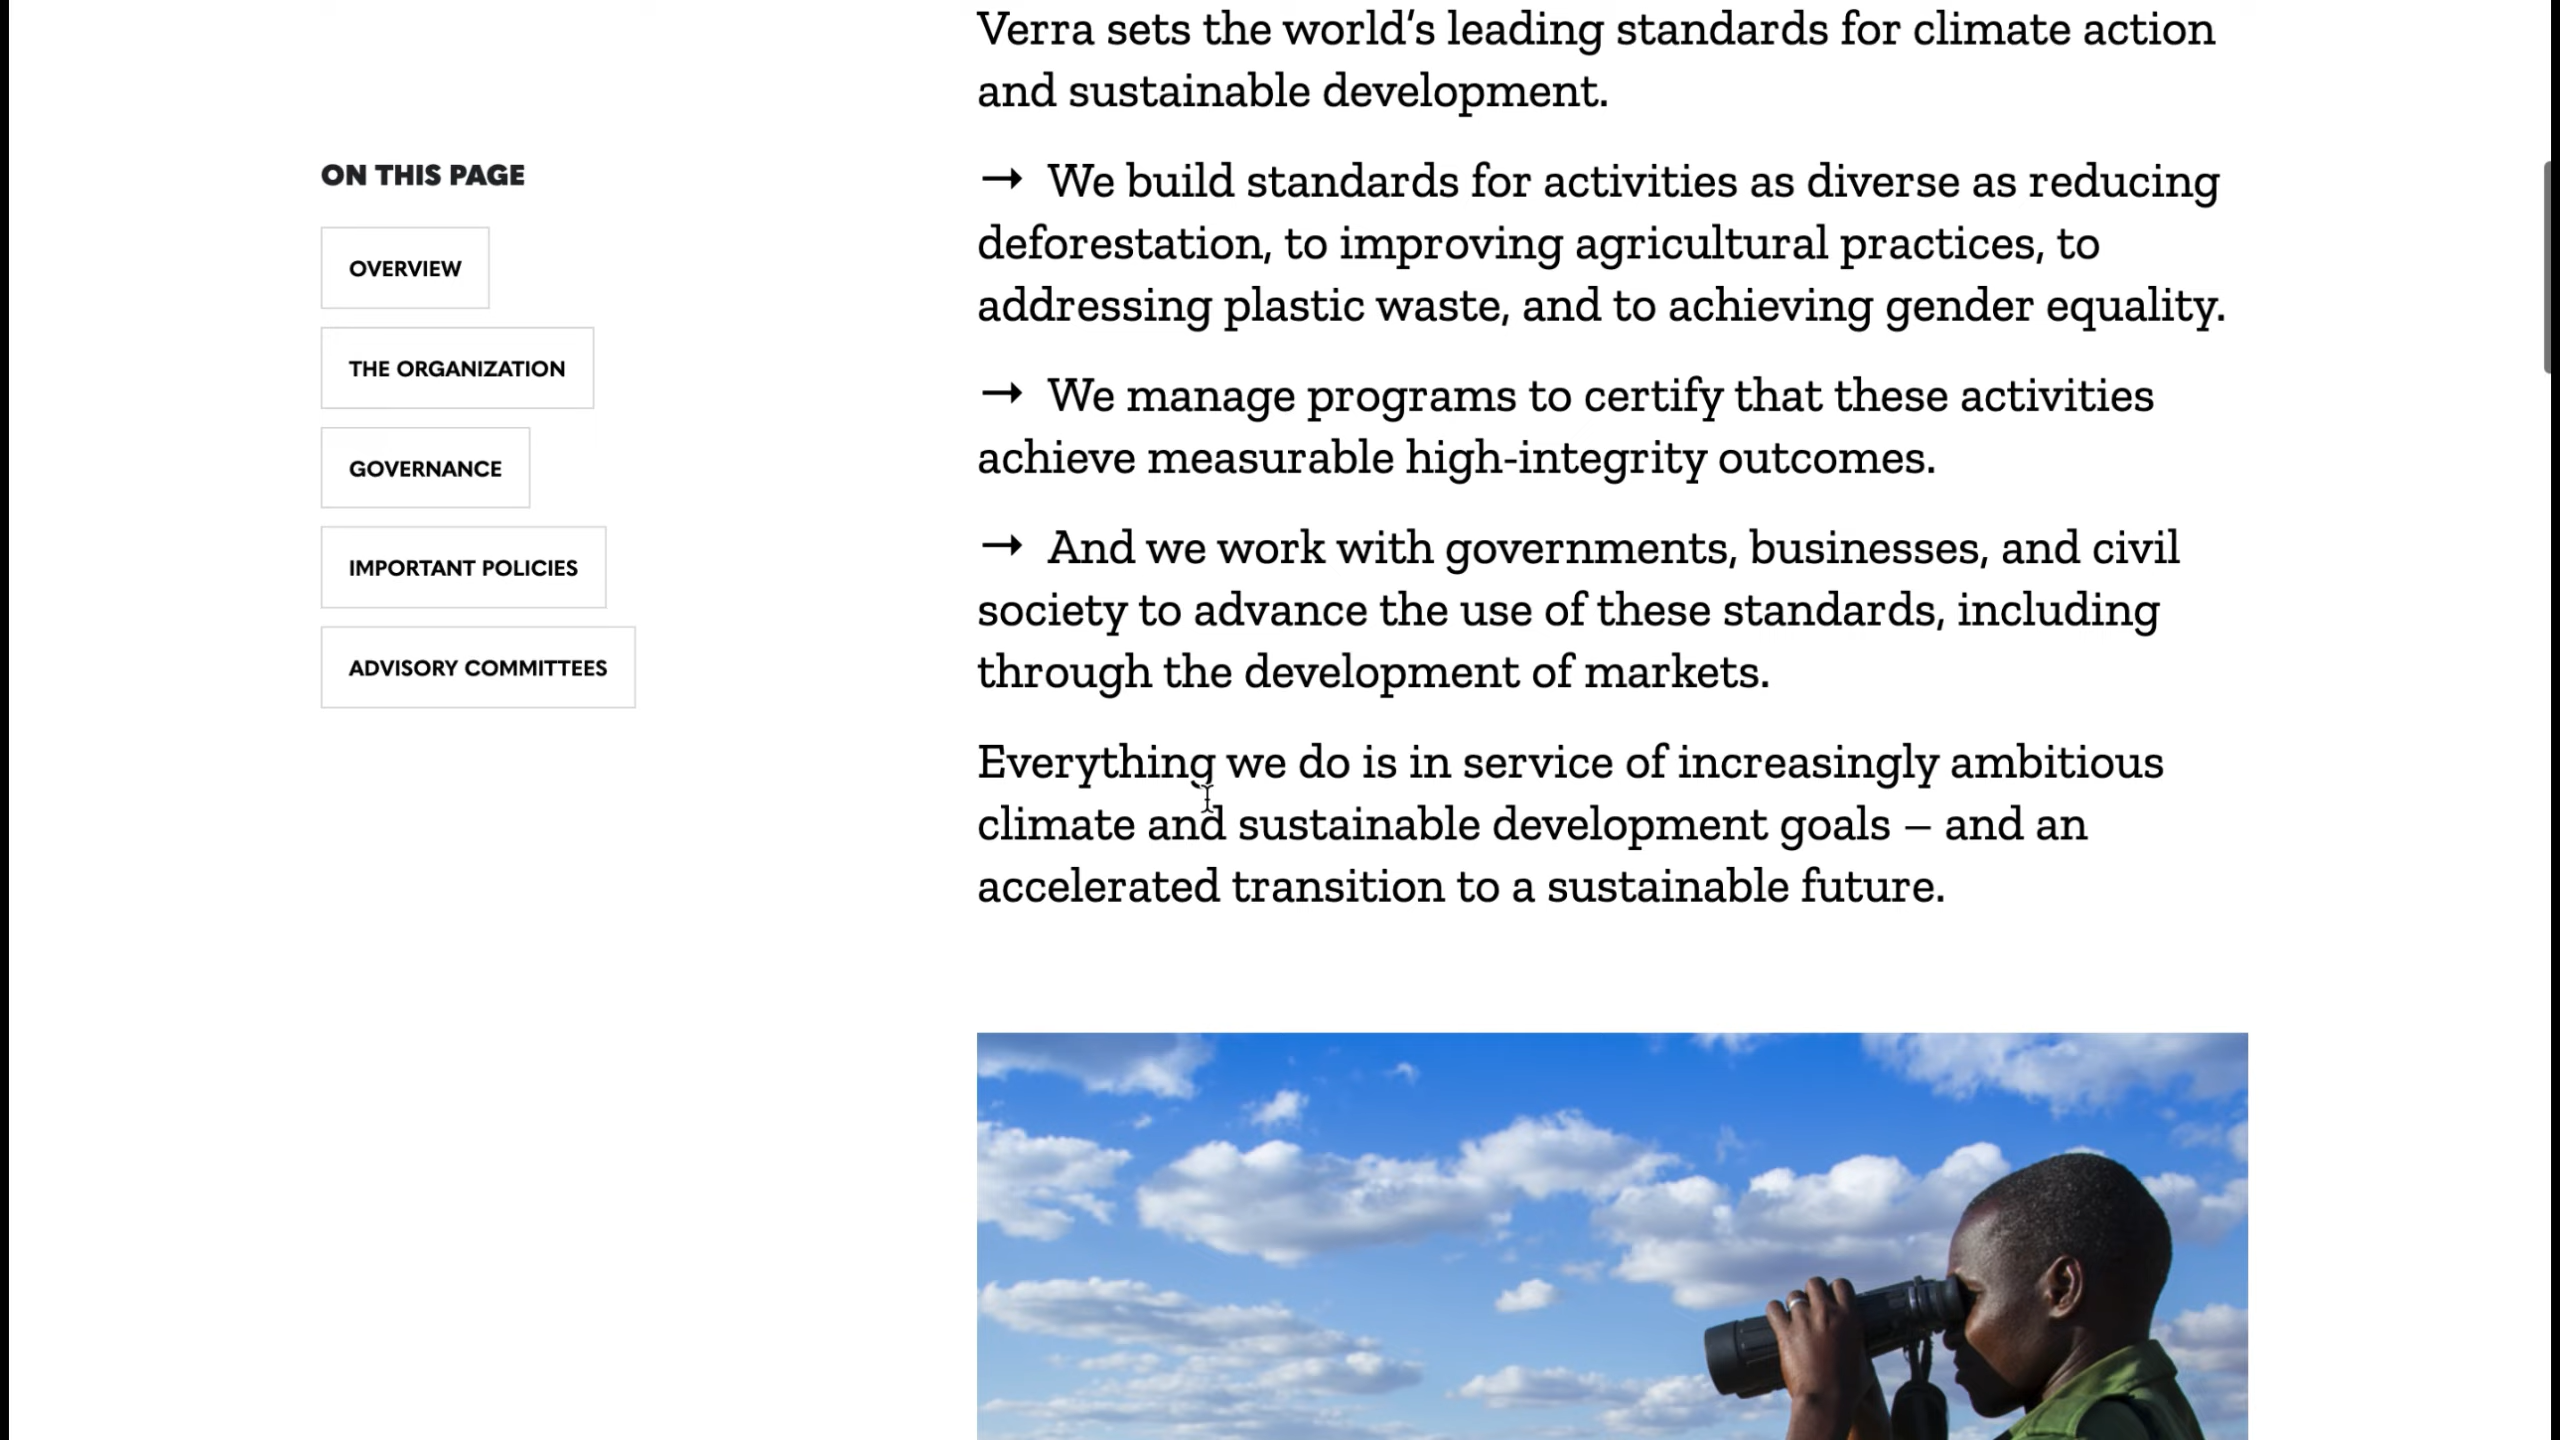 Verra sets the world’s leading standards for climate action
and sustainable development.
ON THIS PAGE
OVERVIEW
THE ORGANIZATION
GOVERNANCE
IMPORTANT POLICIES
ADVISORY COMMITTEES
→ We build standards for activities as diverse as reducing
deforestation, to improving agricultural practices, to
addressing plastic waste, and to achieving gender equality.
→ We manage programs to certify that these activities
achieve measurable high-integrity outcomes.
→ And we work with governments, businesses, and civil
society to advance the use of these standards, including
through the development of markets.
Everything we do is in service of increasingly ambitious
climate and sustainable development goals – and an
accelerated transition to a sustainable future.